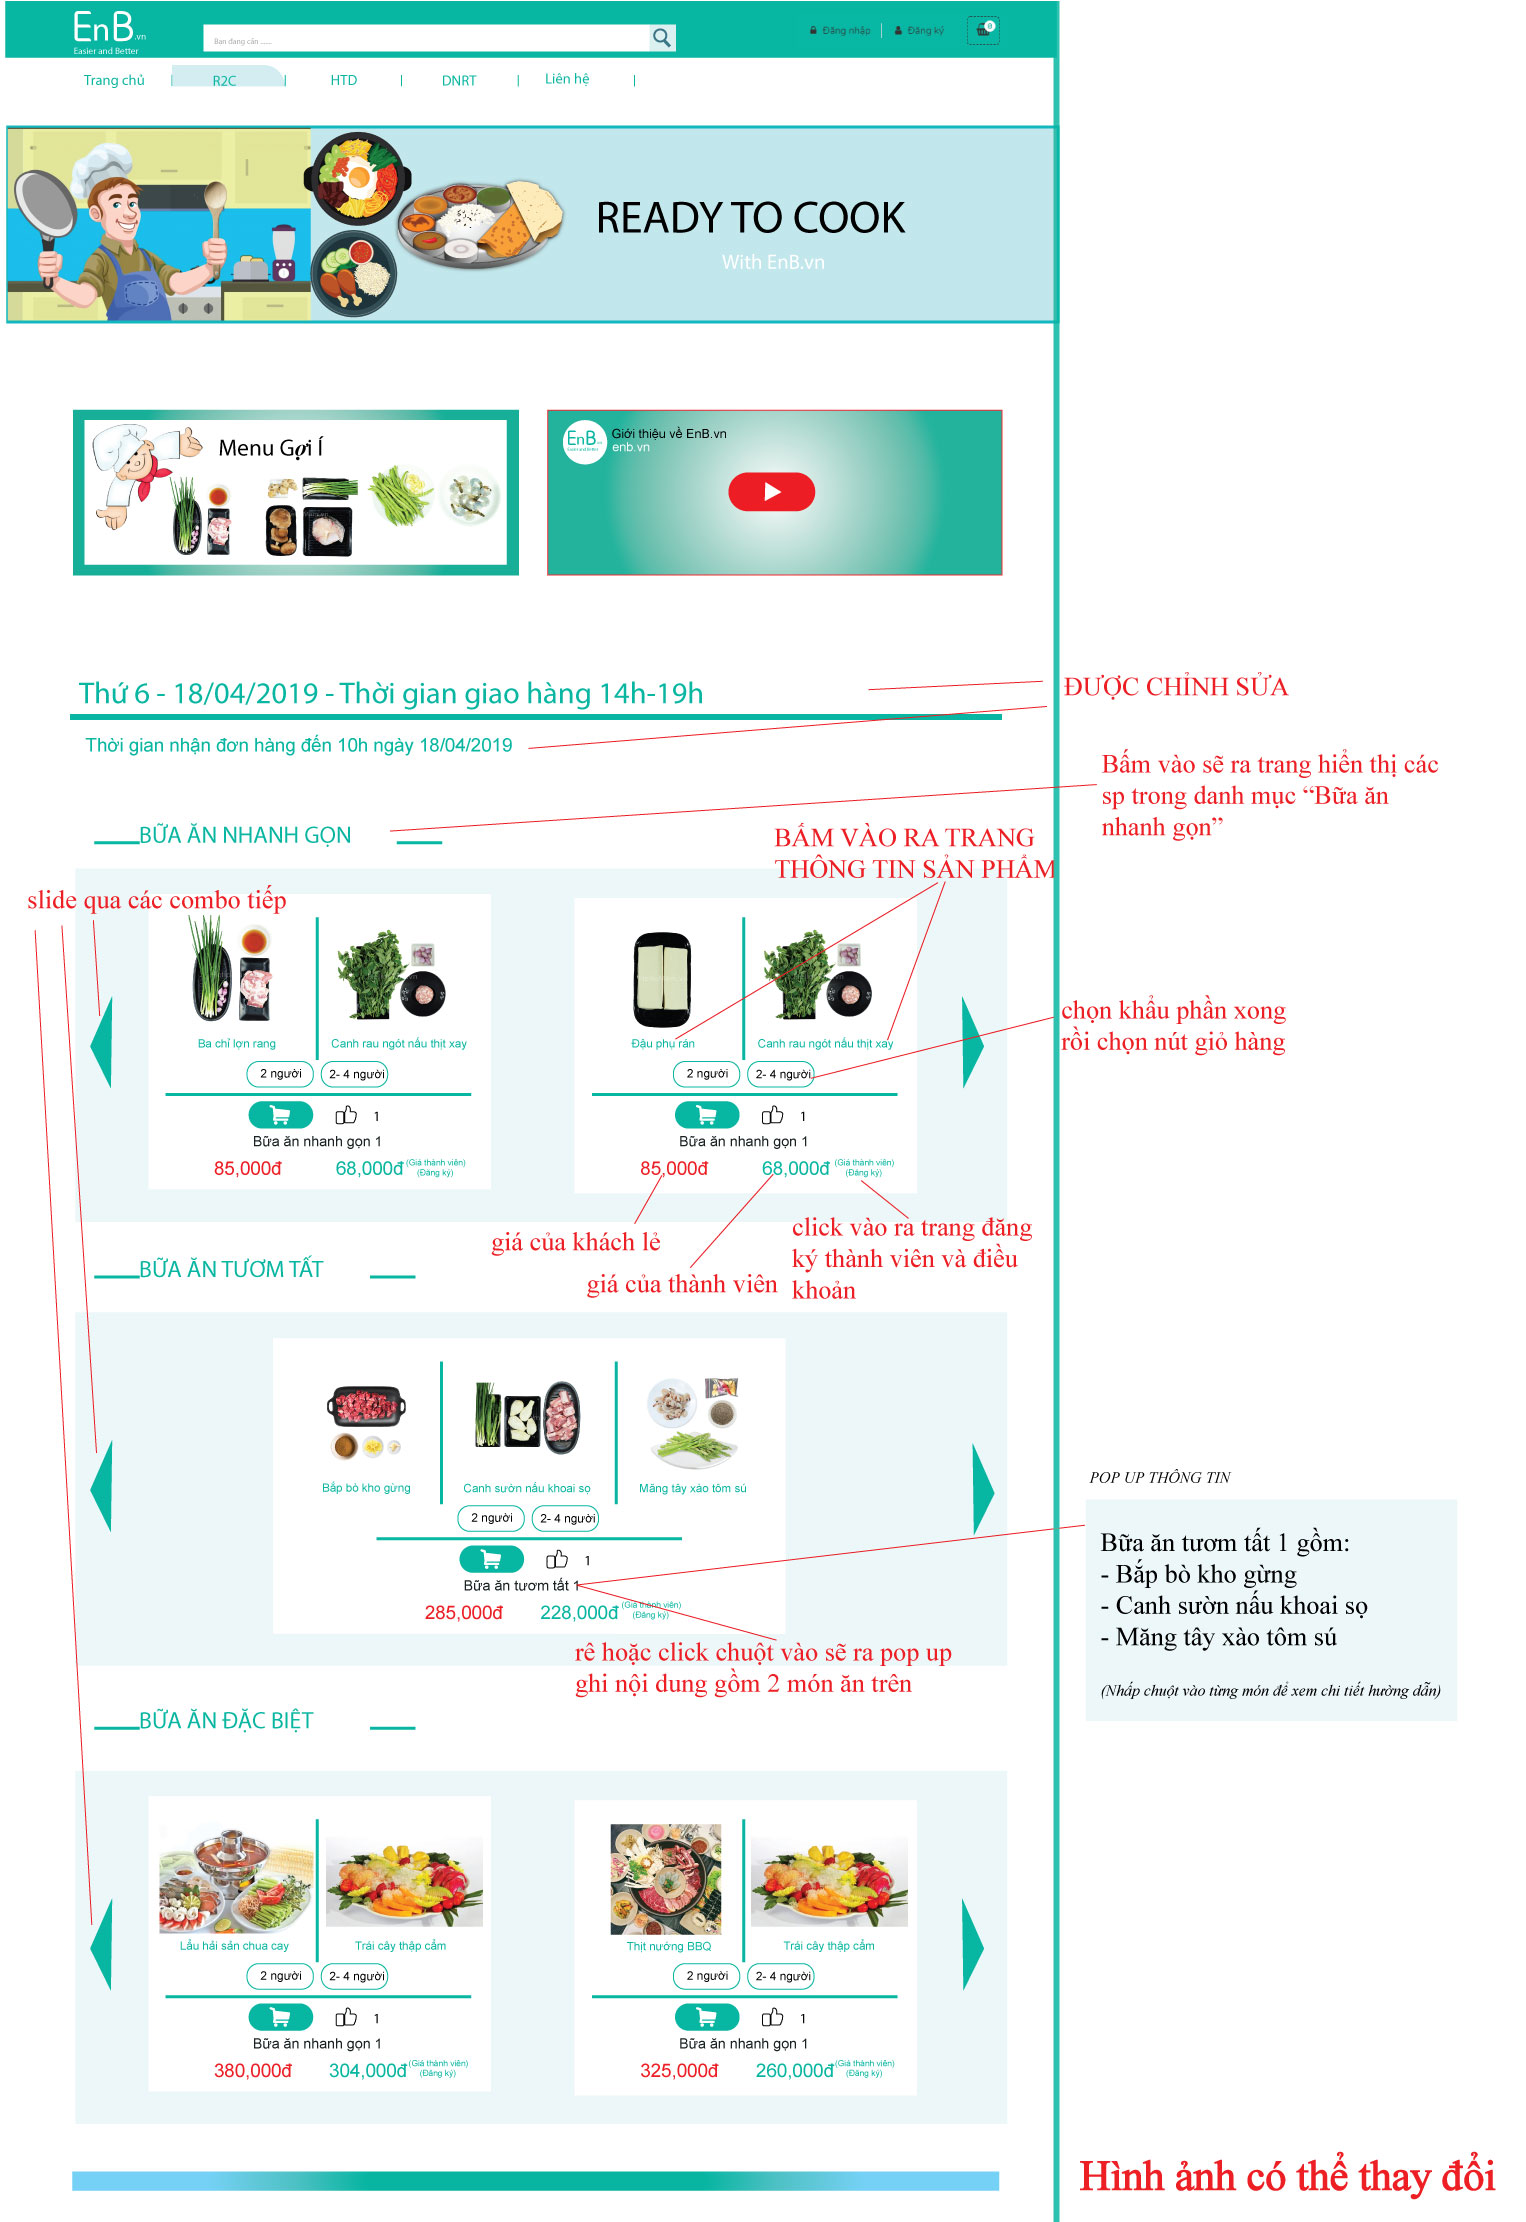 EnB.vn
Easier and Better
Bạn đang cần ......
Đăng nhập
Đăng ký
0
Trang chủ
R2C
HTD
DNRT
Liên hệ
READY TO COOK
With EnB.vn
Menu Gợi Í
EnB.vn
Easier and Better
Giới thiệu về EnB.vn
enb.vn
Thứ 6 - 18/04/2019 - Thời gian giao hàng 14h-19h
ĐƯỢC CHỈNH SỬA
Thời gian nhận đơn hàng đến 10h ngày 18/04/2019
Bấm vào sẽ ra trang hiển thị các
sp trong danh mục “Bữa ăn
nhanh gọn”
BỮA ĂN NHANH GỌN
BẤM VÀO RA TRANG
THÔNG TIN SẢN PHẨM
slide qua các combo tiếp
Ba chỉ lợn rang
Canh rau ngót nấu thịt xay
2 người
2- 4 người
1
Bữa ăn nhanh gọn 1
85,000đ
68,000đ
(Giá thành viên)
(Đăng ký)
Đậu phụ rán
Canh rau ngót nấu thịt xay
2 người
2- 4 người
1
Bữa ăn nhanh gọn 1
85,000đ
68,000đ
(Giá thành viên)
(Đăng ký)
chọn khẩu phần xong
rồi chọn nút giỏ hàng
giá của khách lẻ
giá của thành viên
click vào ra trang đăng
ký thành viên và điều
khoản
BỮA ĂN TƯƠM TẤT
Bắp bò kho gừng
Canh sườn nấu khoai sọ
Măng tây xào tôm sú
2 người
2- 4 người
1
Bữa ăn tươm tất 1
285,000đ
228,000đ
(Giá thành viên)
(Đăng ký)
rê hoặc click chuột vào sẽ ra pop up
ghi nội dung gồm 2 món ăn trên
POP UP THÔNG TIN
Bữa ăn tươm tất 1 gồm:
- Bắp bò kho gừng
- Canh sườn nấu khoai sọ
- Măng tây xào tôm sú
(Nhấp chuột vào từng món để xem chi tiết hường dẫn)
BỮA ĂN ĐẶC BIỆT
Lẩu hải sản chua cay
Trái cây thập cẩm
2 người
2- 4 người
1
Bữa ăn nhanh gọn 1
380,000đ
304,000đ
(Giá thành viên)
(Đăng ký)
Thịt nướng BBQ
Trái cây thập cẩm
2 người
2- 4 người
1
Bữa ăn nhanh gọn 1
325,000đ
260,000đ
(Giá thành viên)
(Đăng ký)
Hình ảnh có thể thay đổi